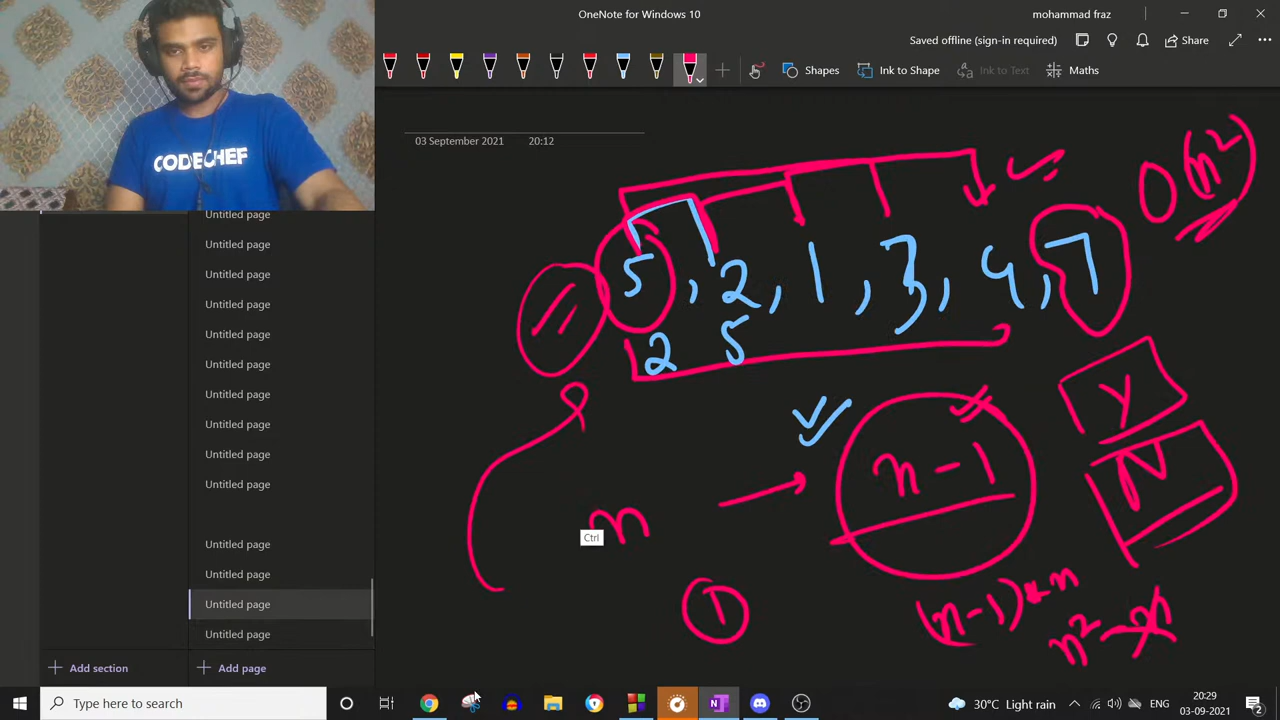 OneNote for Windows 10
mohammad fraz
Saved offline (sign-in required)
Share
Shapes
Ink to Shape
Ink to Text
Maths
CODECHEF
03 September 2021 20:12
O(n²)
5, 2, 1, 3, 4, 7
2 5
Y
N
n → n-1
Ctrl
1
(n-1)*n
n²-n
Untitled page
Untitled page
Untitled page
Untitled page
Untitled page
Untitled page
Untitled page
Untitled page
Untitled page
Untitled page
Untitled page
Untitled page
Untitled page
Untitled page
Add section
Add page
Type here to search
30°C Light rain
ENG
20:29
03-09-2021
2